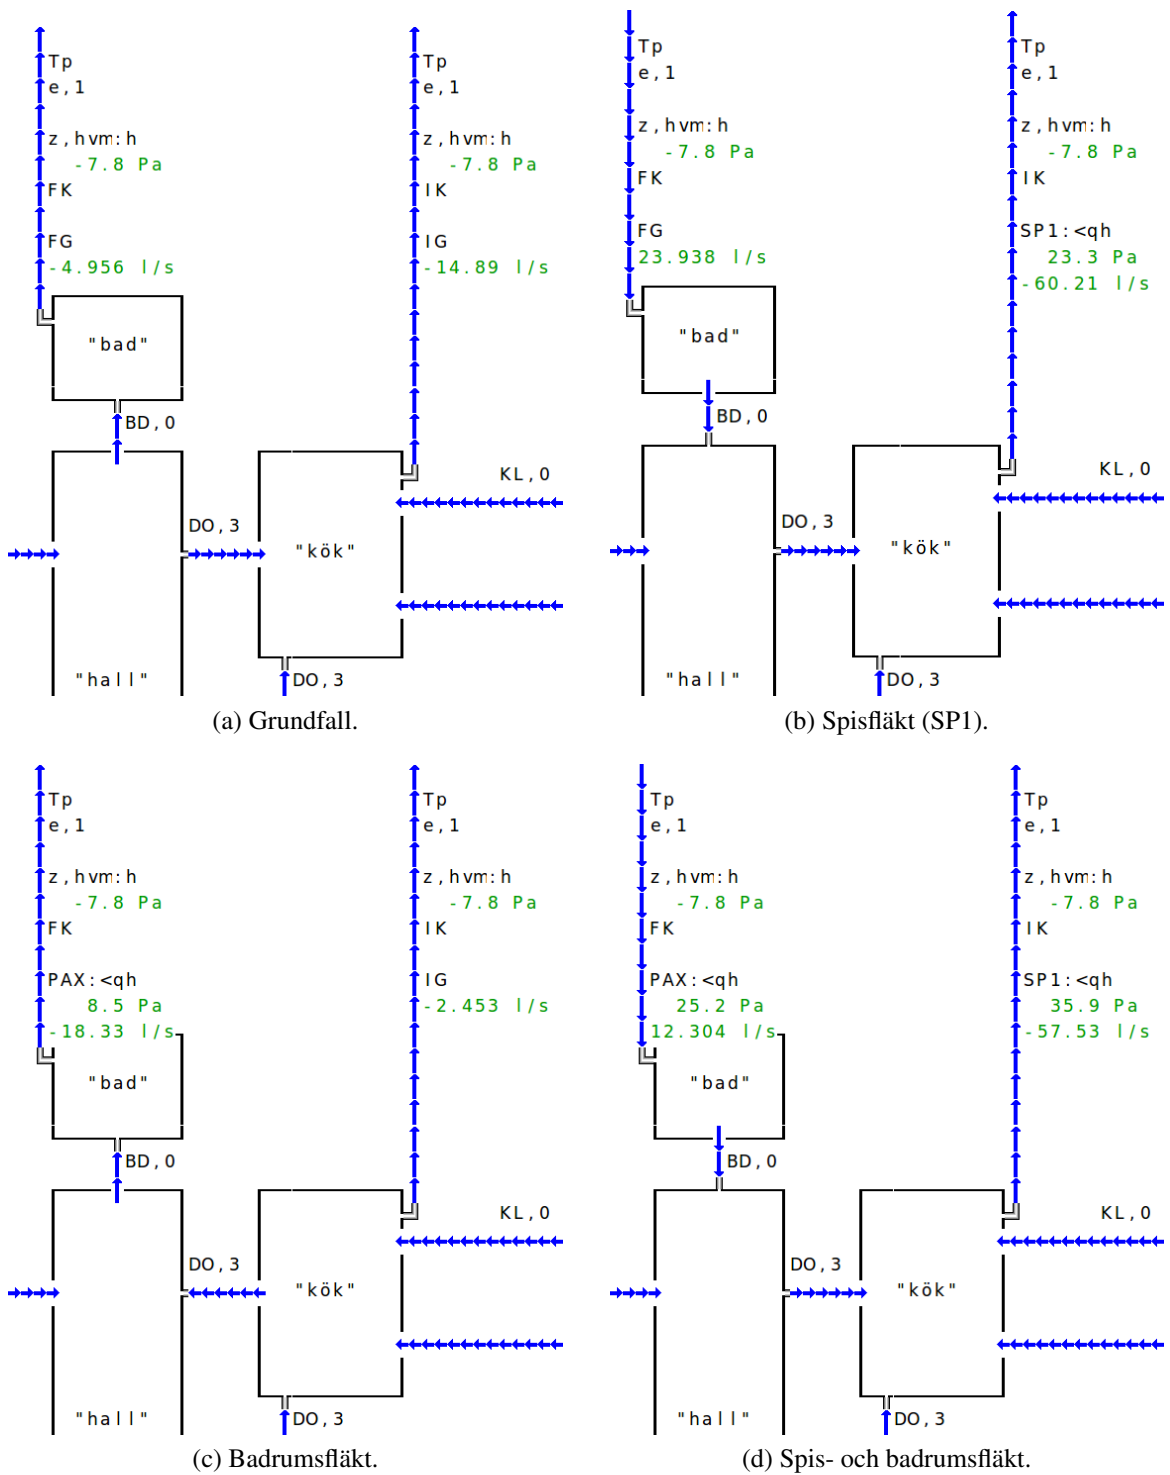 Tp
e,1
z,hvm:h
-7.8 Pa
FK
FG
-4.956 l/s
"bad"
BD,0
Tp
e,1
z,hvm:h
-7.8 Pa
IK
IG
-14.89 l/s
KL,0
DO,3
"kök"
"hall"
DO,3
(a) Grundfall.
Tp
e,1
z,hvm:h
-7.8 Pa
FK
FG
23.938 l/s
"bad"
BD,0
Tp
e,1
z,hvm:h
-7.8 Pa
IK
SP1:<qh
23.3 Pa
-60.21 l/s
KL,0
DO,3
"kök"
"hall"
DO,3
(b) Spisfläkt (SP1).
Tp
e,1
z,hvm:h
-7.8 Pa
FK
PAX:<qh
8.5 Pa
-18.33 l/s
"bad"
BD,0
Tp
e,1
z,hvm:h
-7.8 Pa
IK
IG
-2.453 l/s
KL,0
DO,3
"kök"
"hall"
DO,3
(c) Badrumsfläkt.
Tp
e,1
z,hvm:h
-7.8 Pa
FK
PAX:<qh
25.2 Pa
12.304 l/s
"bad"
BD,0
Tp
e,1
z,hvm:h
-7.8 Pa
IK
SP1:<qh
35.9 Pa
-57.53 l/s
KL,0
DO,3
"kök"
"hall"
DO,3
(d) Spis- och badrumsfläkt.